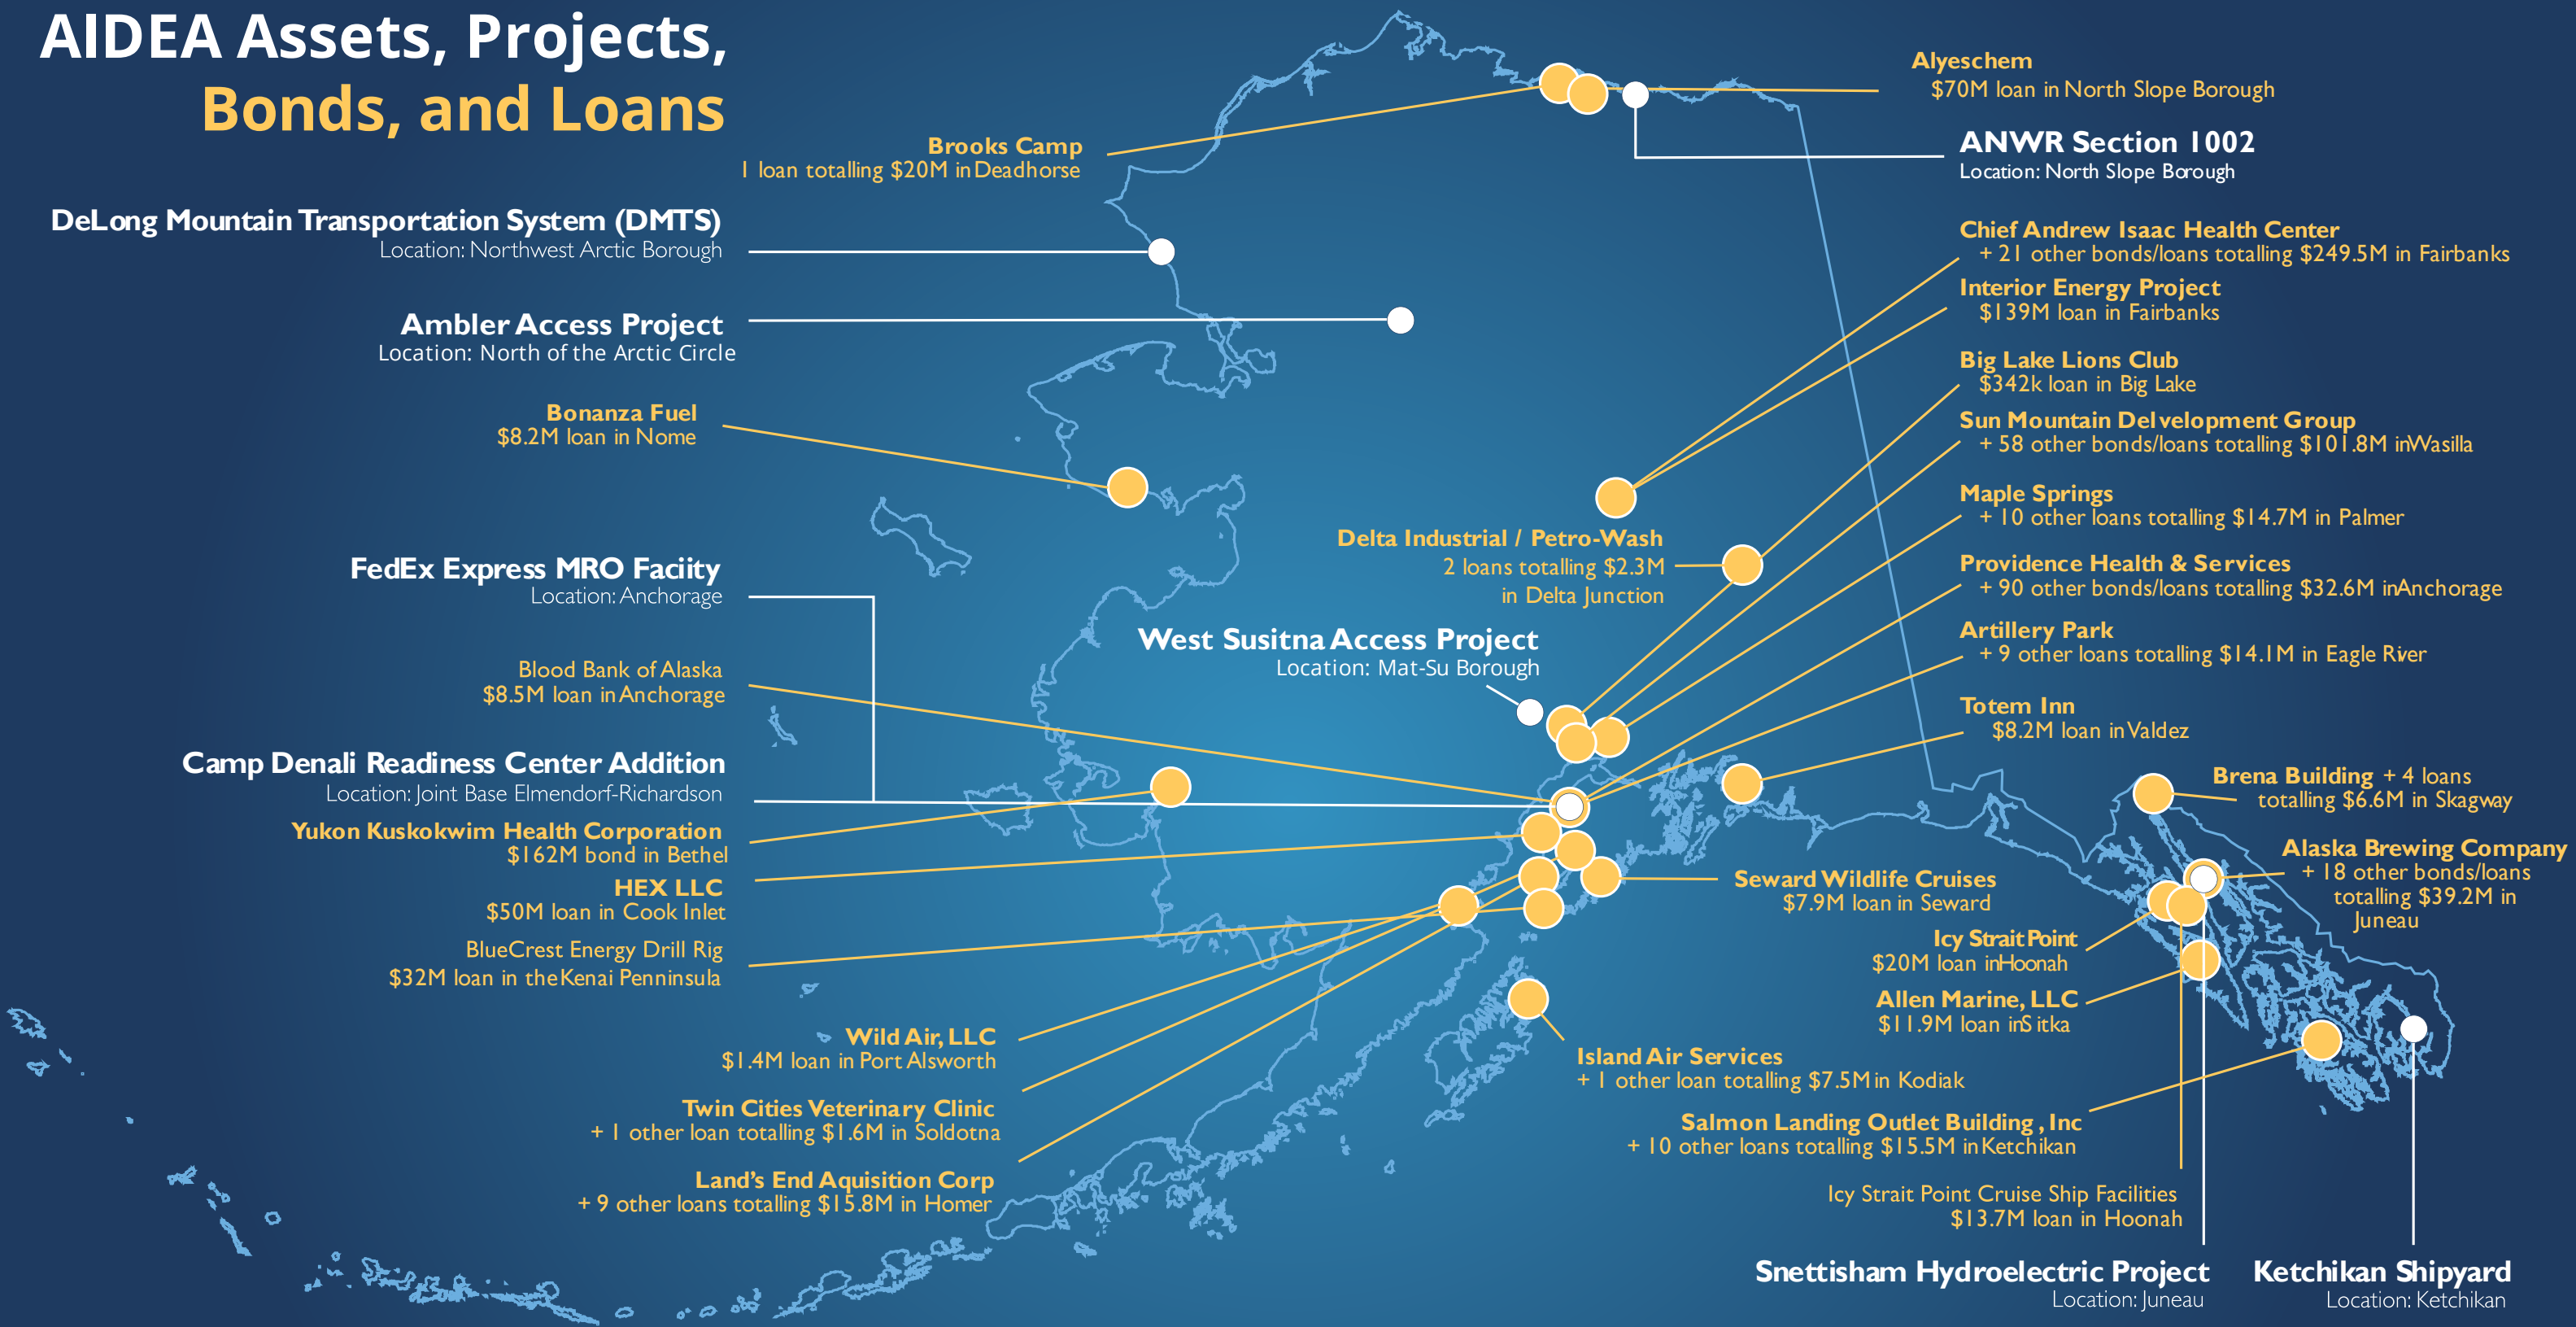 AIDEA Assets, Projects,
Bonds, and Loans
Brooks Camp
1 loan totalling $20M in Deadhorse
DeLong Mountain Transportation System (DMTS)
Location: Northwest Arctic Borough
Ambler Access Project
Location: North of the Arctic Circle
Bonanza Fuel
$8.2M loan in Nome
FedEx Express MRO Faciity
Location: Anchorage
Blood Bank of Alaska
$8.5M loan in Anchorage
Camp Denali Readiness Center Addition
Location: Joint Base Elmendorf-Richardson
Yukon Kuskokwim Health Corporation
$162M bond in Bethel
HEX LLC
$50M loan in Cook Inlet
BlueCrest Energy Drill Rig
$32M loan in the Kenai Penninsula
Wild Air, LLC
$1.4M loan in Port Alsworth
Twin Cities Veterinary Clinic
+ 1 other loan totalling $1.6M in Soldotna
Land's End Aquisition Corp
+ 9 other loans totalling $15.8M in Homer
Delta Industrial / Petro-Wash
2 loans totalling $2.3M
in Delta Junction
West Susitna Access Project
Location: Mat-Su Borough
Alyeschem
$70M loan in North Slope Borough
ANWR Section 1002
Location: North Slope Borough
Chief Andrew Isaac Health Center
+ 21 other bonds/loans totalling $249.5M in Fairbanks
Interior Energy Project
$139M loan in Fairbanks
Big Lake Lions Club
$342k loan in Big Lake
Sun Mountain Delvelopment Group
+ 58 other bonds/loans totalling $101.8M in Wasilla
Maple Springs
+ 10 other loans totalling $14.7M in Palmer
Providence Health & Services
+ 90 other bonds/loans totalling $32.6M in Anchorage
Artillery Park
+ 9 other loans totalling $14.1M in Eagle River
Totem Inn
$8.2M loan in Valdez
Brena Building + 4 loans
totalling $6.6M in Skagway
Alaska Brewing Company
+ 18 other bonds/loans
totalling $39.2M in
Juneau
Seward Wildlife Cruises
$7.9M loan in Seward
Icy Strait Point
$20M loan in Hoonah
Allen Marine, LLC
$11.9M loan in Sitka
Island Air Services
+ 1 other loan totalling $7.5M in Kodiak
Salmon Landing Outlet Building , Inc
+ 10 other loans totalling $15.5M in Ketchikan
Icy Strait Point Cruise Ship Facilities
$13.7M loan in Hoonah
Snettisham Hydroelectric Project
Location: Juneau
Ketchikan Shipyard
Location: Ketchikan